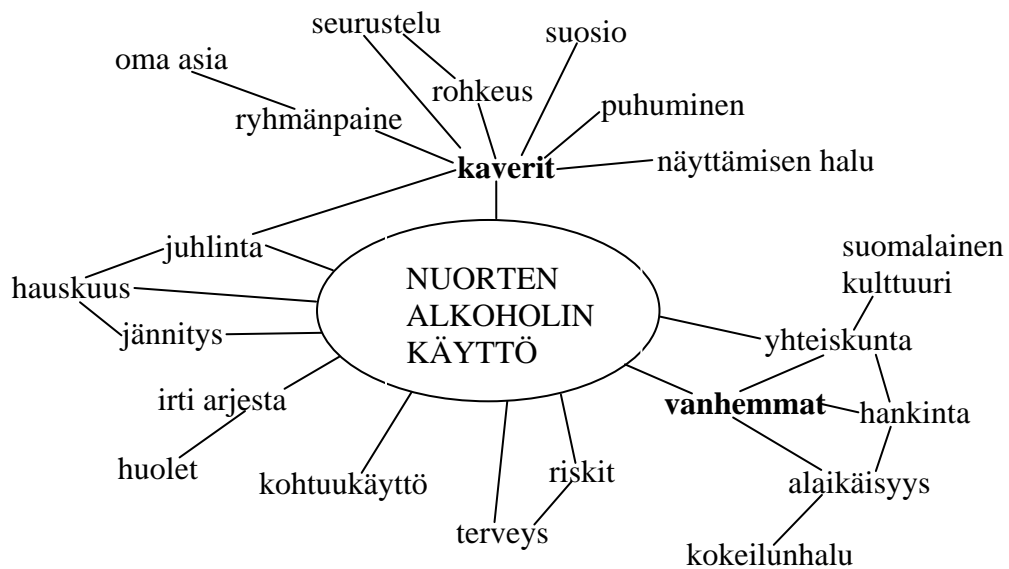 seurustelu
suosio
oma asia
rohkeus
puhuminen
ryhmänpaine
kaverit
näyttämisen halu
juhlinta
suomalainen
kulttuuri
hauskuus
NUORTEN
ALKOHOLIN
KÄYTTÖ
jännitys
yhteiskunta
irti arjesta
vanhemmat
hankinta
huolet
kohtuukäyttö
riskit
alaikäisyys
terveys
kokeilunhalu